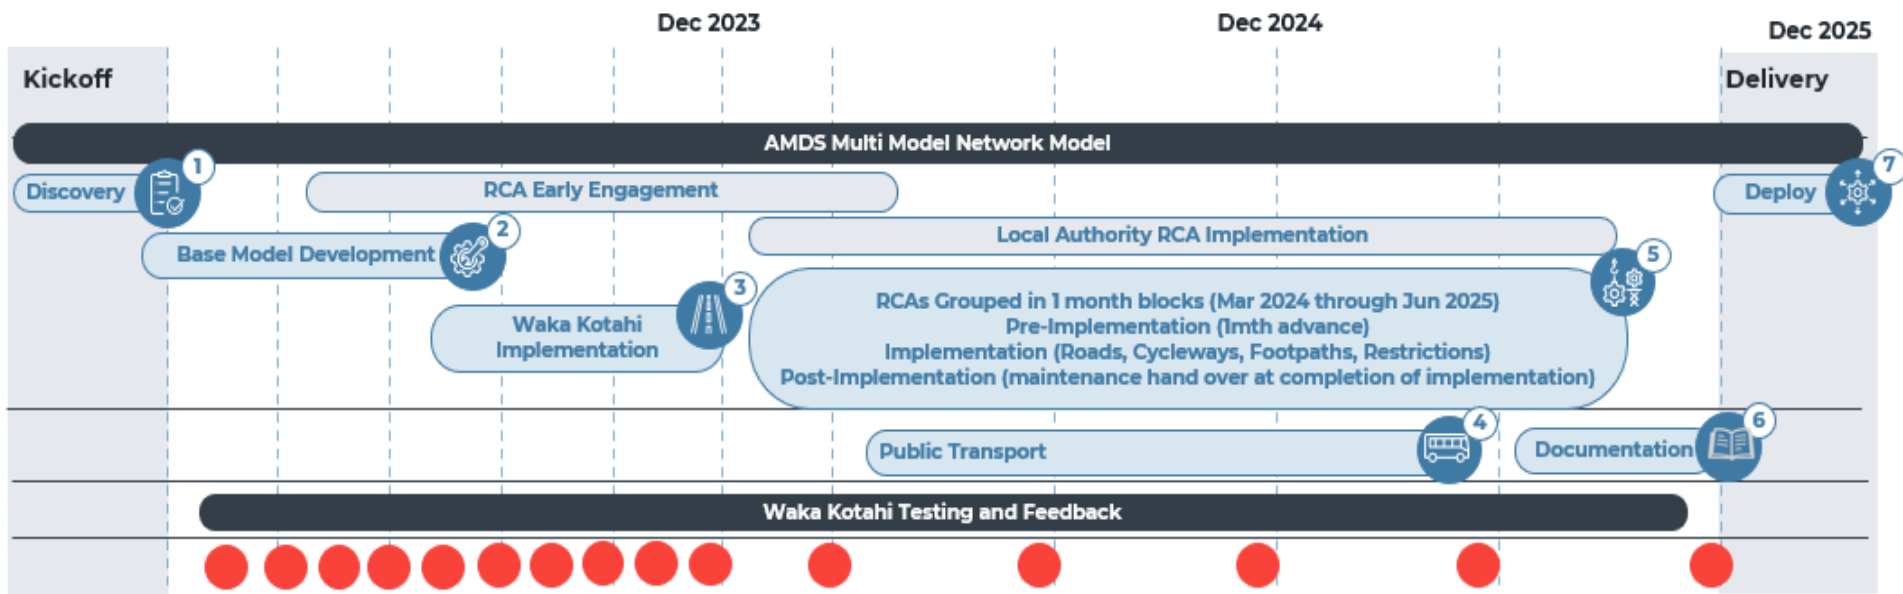 Dec 2023
Dec 2024
Dec 2025
Kickoff
Delivery
AMDS Multi Model Network Model
1
7
Discovery
RCA Early Engagement
Deploy
2
Base Model Development
Local Authority RCA Implementation
5
3
Waka Kotahi
Implementation
RCAs Grouped in 1 month blocks (Mar 2024 through Jun 2025)
Pre-Implementation (1mth advance)
Implementation (Roads, Cycleways, Footpaths, Restrictions)
Post-Implementation (maintenance hand over at completion of implementation)
4
6
Public Transport
Documentation
Waka Kotahi Testing and Feedback